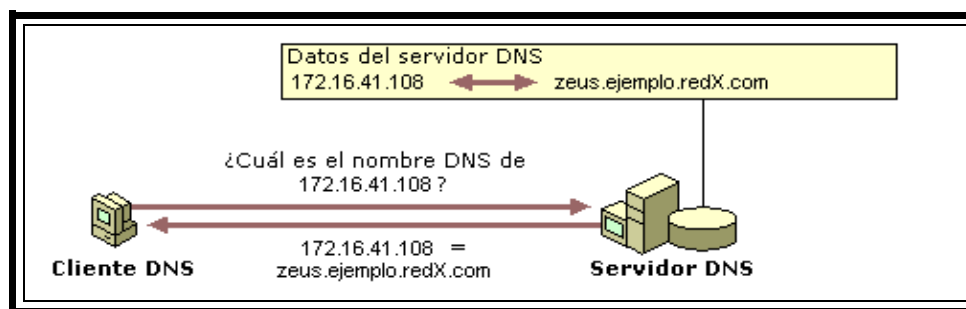 Datos del servidor DNS
172.16.41.108 zeus.ejemplo.redX.com
¿Cuál es el nombre DNS de
172.16.41.108 ?
172.16.41.108 =
zeus.ejemplo.redX.com
Cliente DNS
Servidor DNS